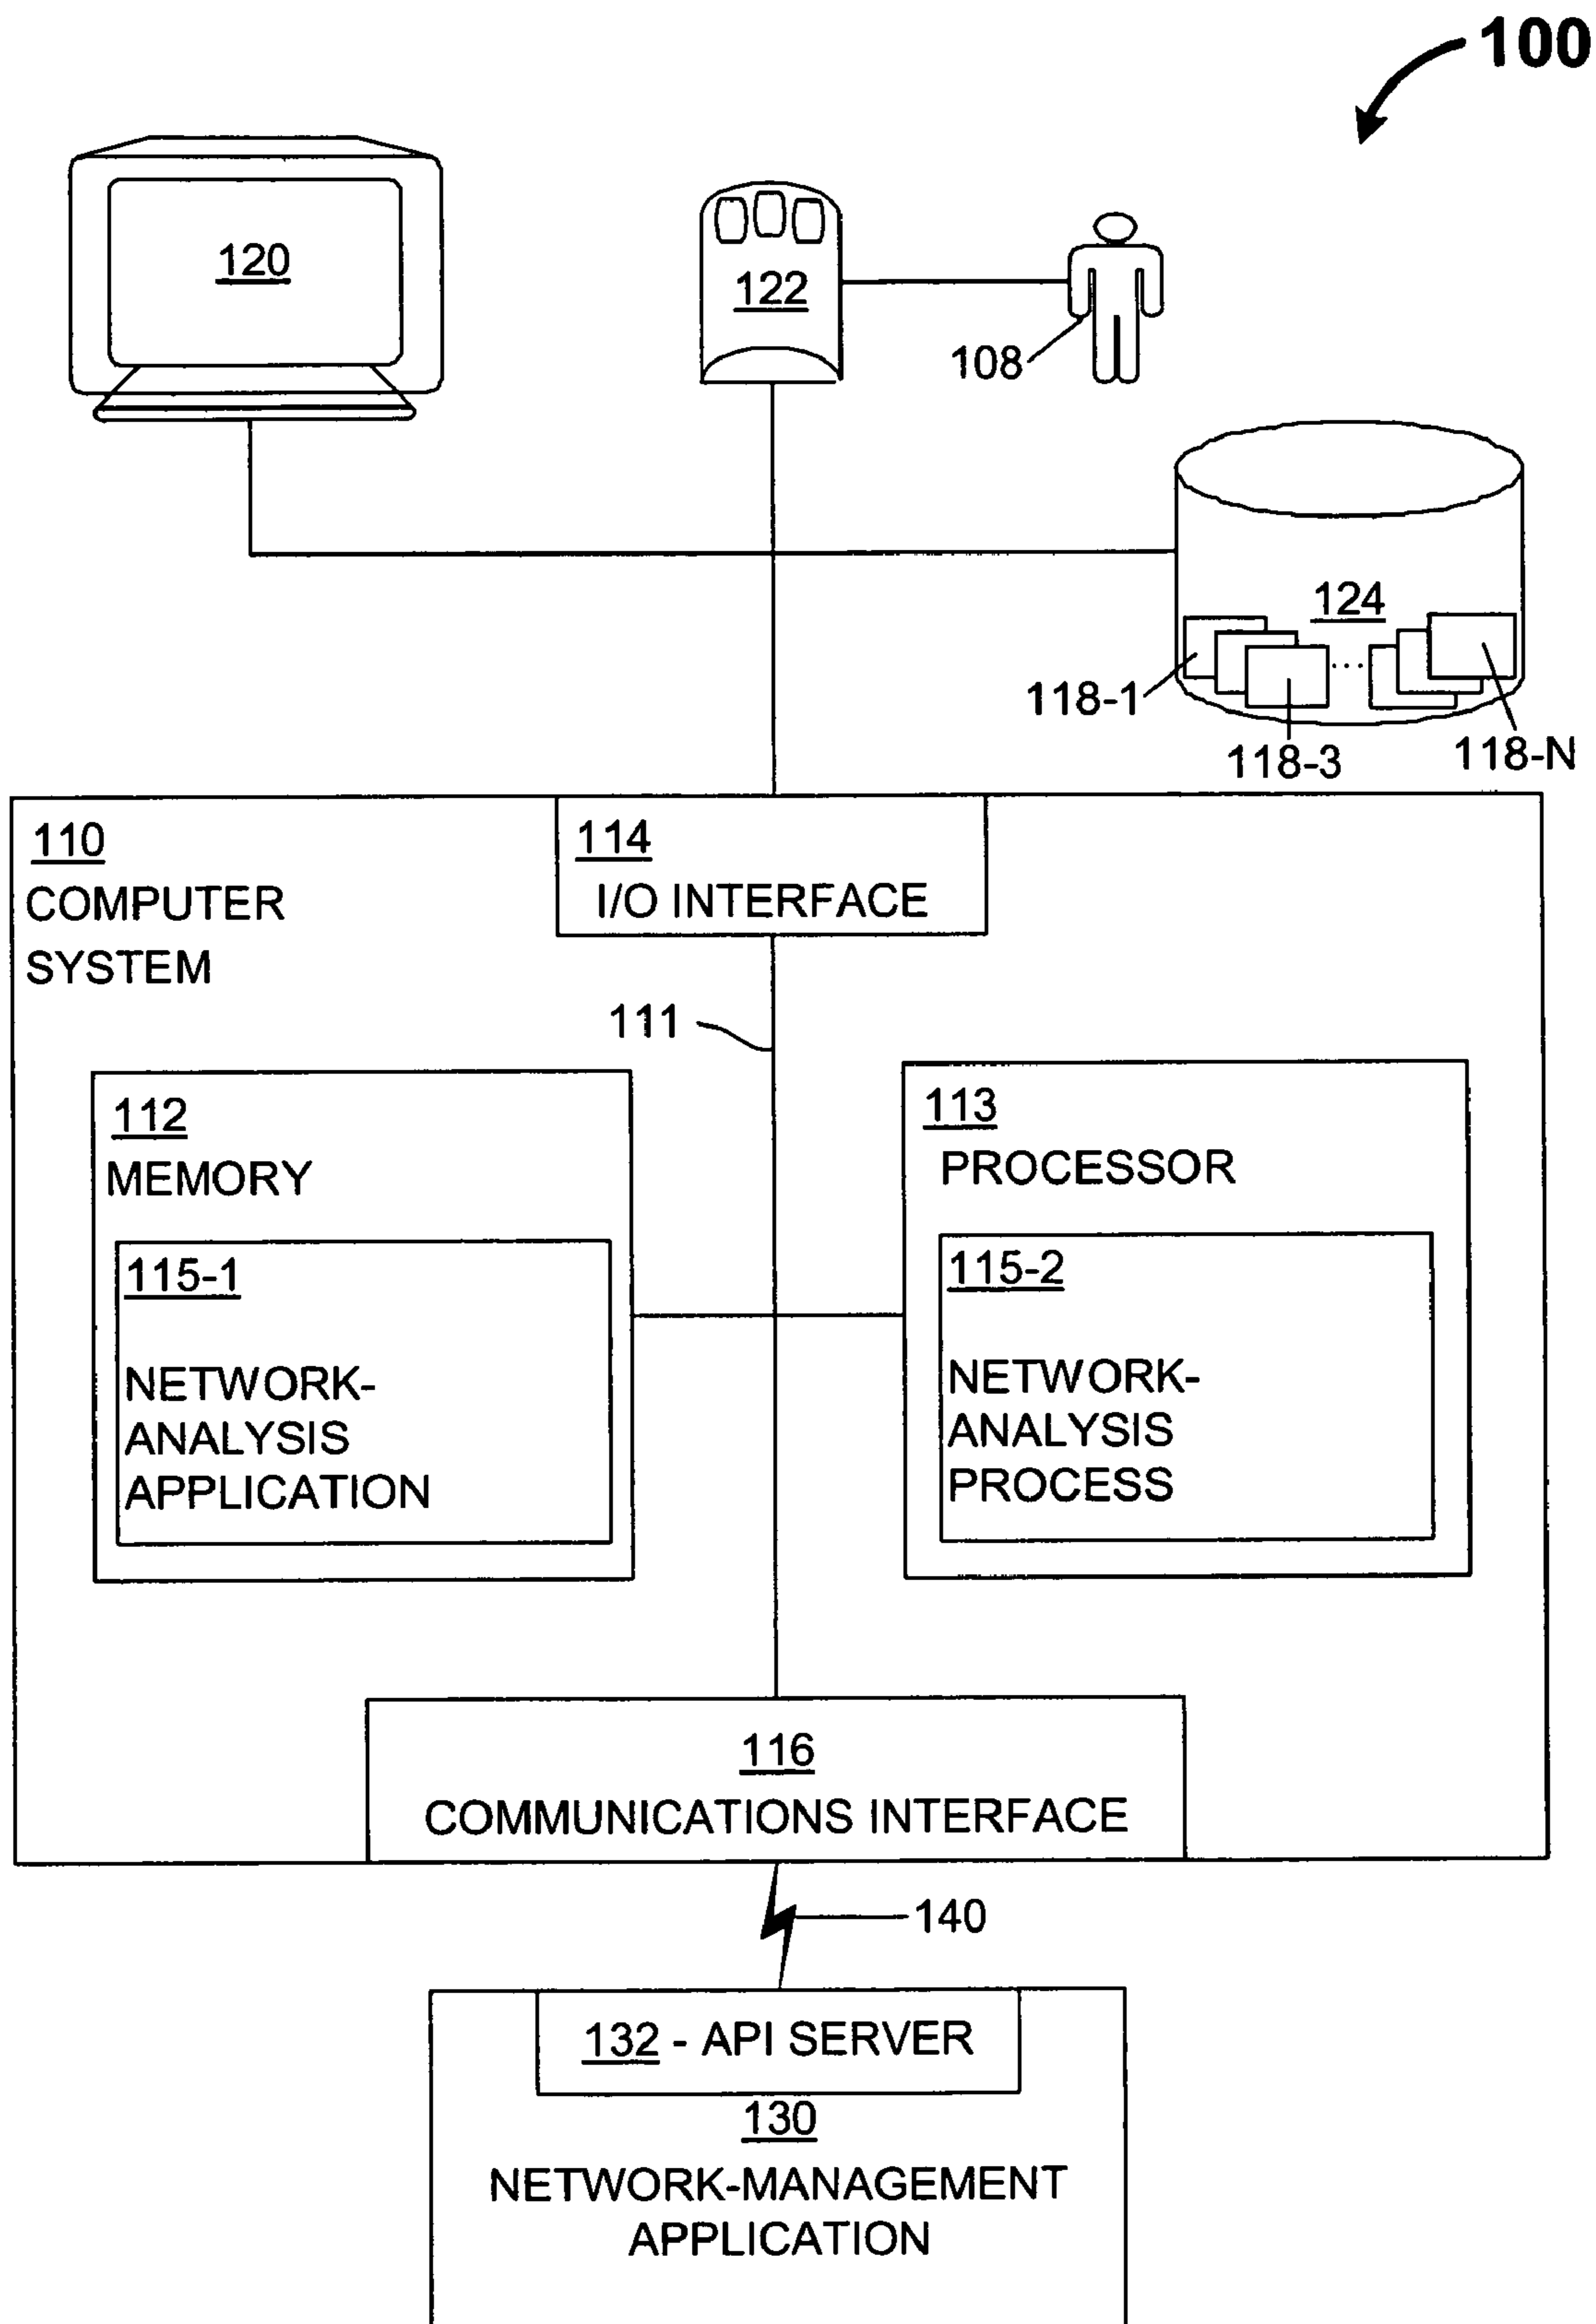 100
120
122
108
124
118-1
118-3
118-N
110
COMPUTER
SYSTEM
114
I/O INTERFACE
111
112
MEMORY
115-1
NETWORK-
ANALYSIS
APPLICATION
113
PROCESSOR
115-2
NETWORK-
ANALYSIS
PROCESS
116
COMMUNICATIONS INTERFACE
140
132 - API SERVER
130
NETWORK-MANAGEMENT
APPLICATION